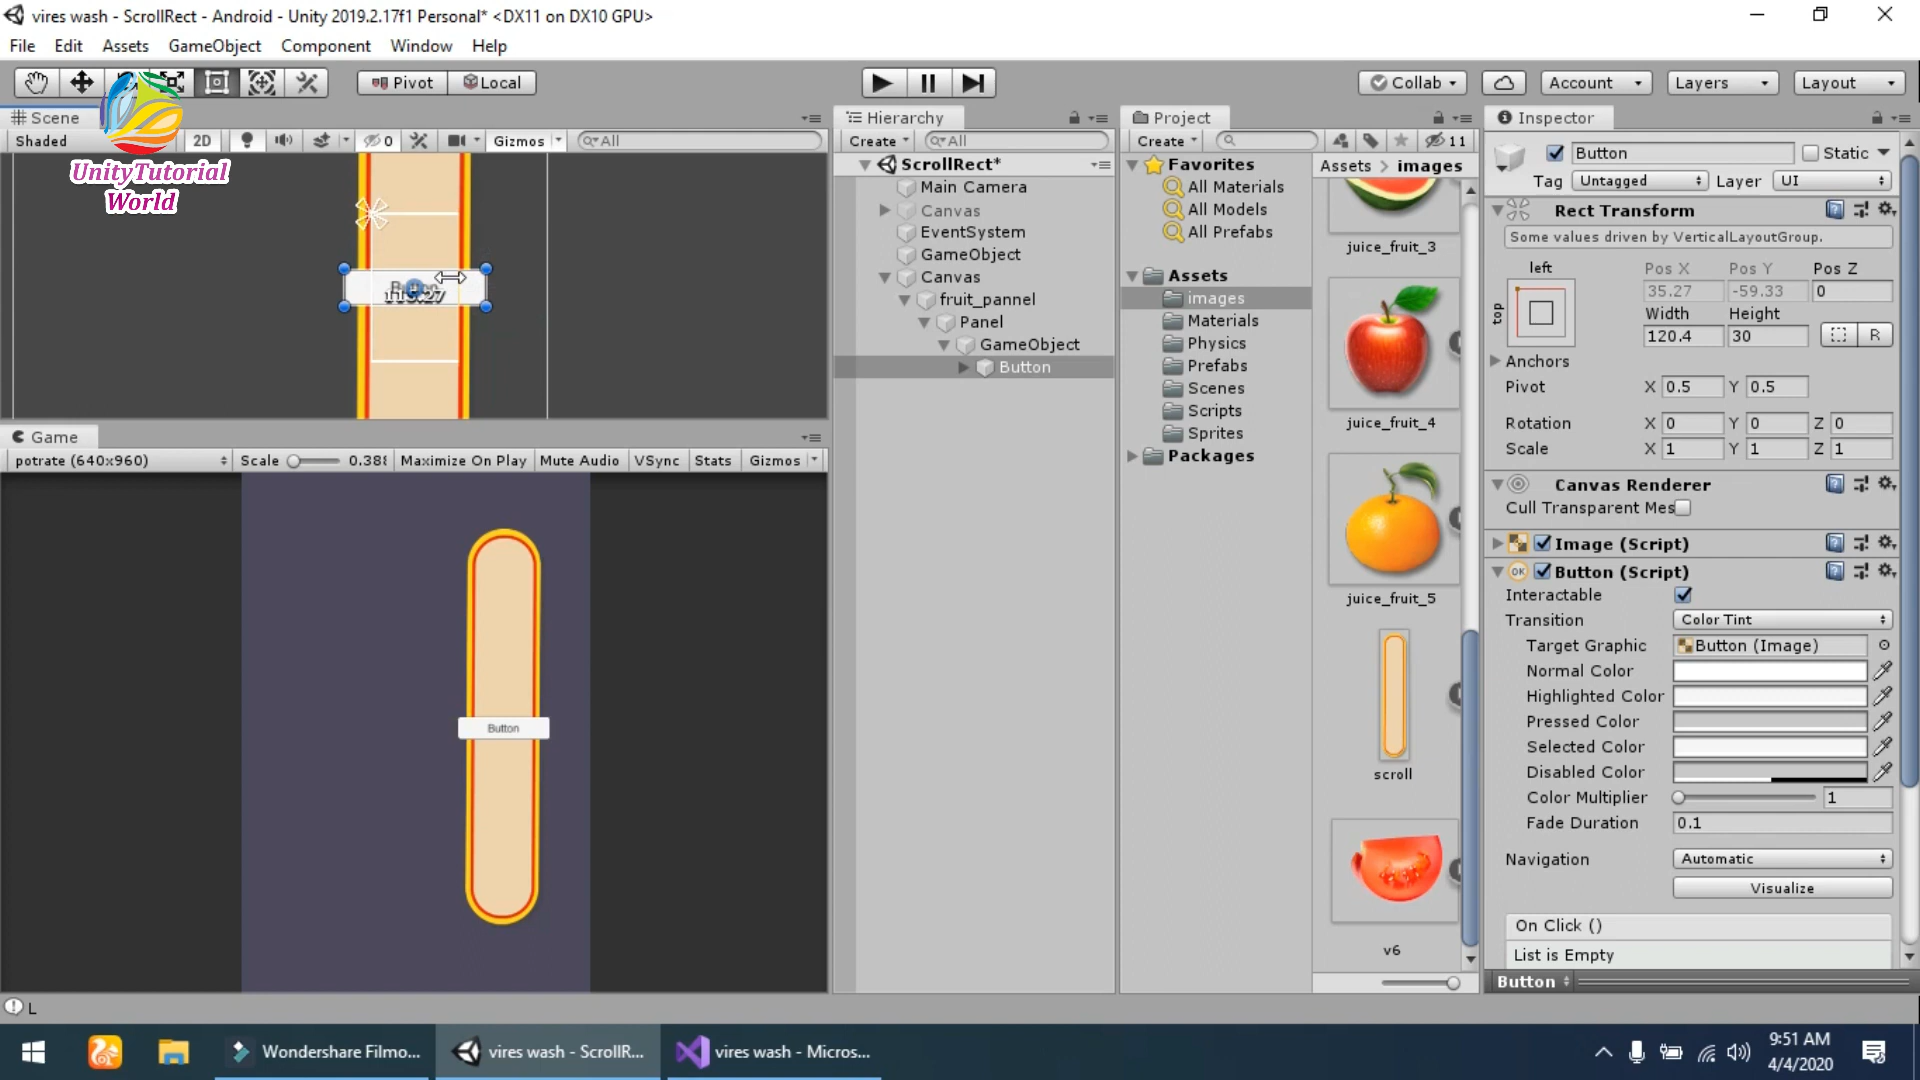 vires wash - ScrollRect - Android - Unity 2019.2.17f1 Personal* <DX11 on DX10 GPU>
File Edit Assets GameObject Component Window Help
Pivot Local Collab Account Layers Layout
Scene
Shaded 2D 0 Gizmos All
UnityTutorial
World
Button
Game
potrate (640x960) Scale 0.388 Maximize On Play Mute Audio VSync Stats Gizmos
Button
Hierarchy
Create All
ScrollRect*
Main Camera
Canvas
EventSystem
GameObject
Canvas
fruit_pannel
Panel
GameObject
Button
Project
Create 11
Favorites
All Materials
All Models
All Prefabs
Assets
images
Materials
Physics
Prefabs
Scenes
Scripts
Sprites
Packages
Assets > images
juice_fruit_3
juice_fruit_4
juice_fruit_5
scroll
v6
Inspector
Button Static
Tag Untagged Layer UI
Rect Transform
Some values driven by VerticalLayoutGroup.
left Pos X Pos Y Pos Z
35.27 -59.33 0
top Width Height
120.4 30 R
Anchors
Pivot X 0.5 Y 0.5
Rotation X 0 Y 0 Z 0
Scale X 1 Y 1 Z 1
Canvas Renderer
Cull Transparent Mes
Image (Script)
OK Button (Script)
Interactable
Transition Color Tint
Target Graphic Button (Image)
Normal Color
Highlighted Color
Pressed Color
Selected Color
Disabled Color
Color Multiplier 1
Fade Duration 0.1
Navigation Automatic
Visualize
On Click ()
List is Empty
Button
L
Wondershare Filmo... vires wash - ScrollR... vires wash - Micros...
9:51 AM
4/4/2020